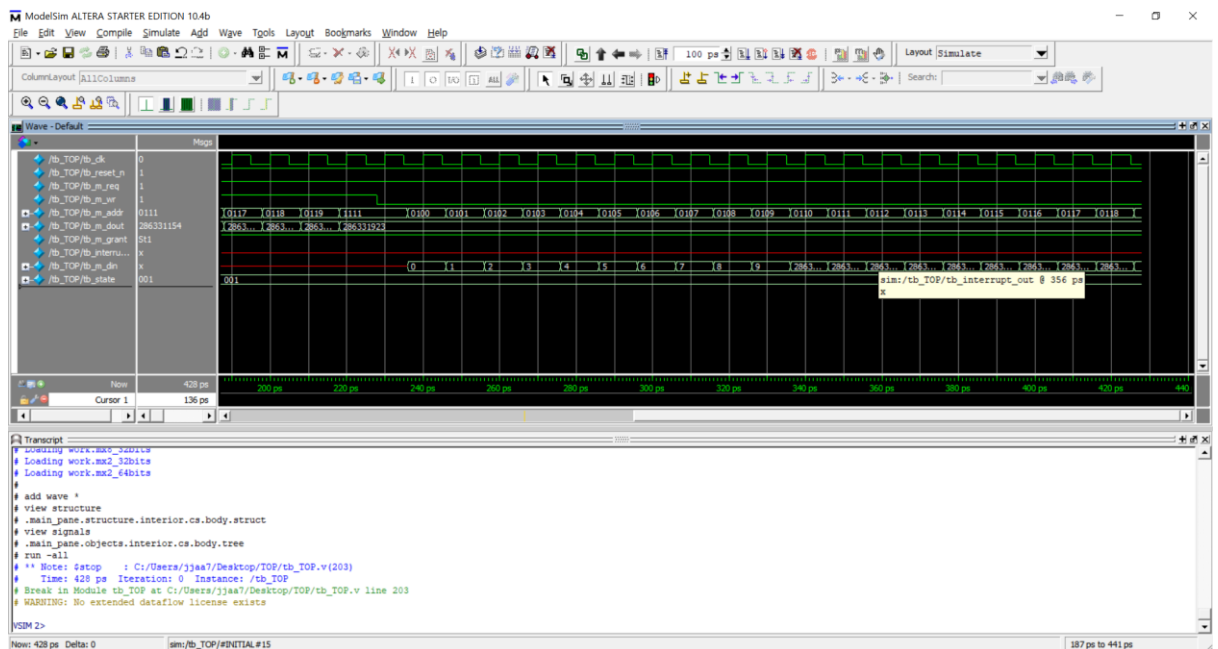 ModelSim ALTERA STARTER EDITION 10.4b
File Edit View Compile Simulate Add Wave Tools Layout Bookmarks Window Help
100 ps
Layout Simulate
ColumnLayout AllColumns
Search:
Wave - Default
Msgs
/tb_TOP/tb_clk 0
/tb_TOP/tb_reset_n 1
/tb_TOP/tb_m_req 1
/tb_TOP/tb_m_wr 1
/tb_TOP/tb_m_addr 0111 0117 0118 0119 1111 0100 0101 0102 0103 0104 0105 0106 0107 0108 0109 0110 0111 0112 0113 0114 0115 0116 0117 0118
/tb_TOP/tb_m_dout 286331154 2863... 2863... 2863... 286331923
/tb_TOP/tb_m_grant St1
/tb_TOP/tb_interru... x
/tb_TOP/tb_m_din x 0 1 2 3 4 5 6 7 8 9 2863... 2863... 2863... 2863... 2863... 2863... 2863... 2863... 2863...
/tb_TOP/tb_state 001 001
sim:/tb_TOP/tb_interrupt_out @ 356 ps
x
Now 428 ps 200 ps 220 ps 240 ps 260 ps 280 ps 300 ps 320 ps 340 ps 360 ps 380 ps 400 ps 420 ps 440
Cursor 1 136 ps
Transcript
# Loading work.mx8_32bits
# Loading work.mx2_32bits
# Loading work.mx2_64bits
#
# add wave *
# view structure
# .main_pane.structure.interior.cs.body.struct
# view signals
# .main_pane.objects.interior.cs.body.tree
# run -all
# ** Note: $stop : C:/Users/jjaa7/Desktop/TOP/tb_TOP.v(203)
# Time: 428 ps Iteration: 0 Instance: /tb_TOP
# Break in Module tb_TOP at C:/Users/jjaa7/Desktop/TOP/tb_TOP.v line 203
# WARNING: No extended dataflow license exists
VSIM 2>
Now: 428 ps Delta: 0 sim:/tb_TOP/#INITIAL#15 187 ps to 441 ps